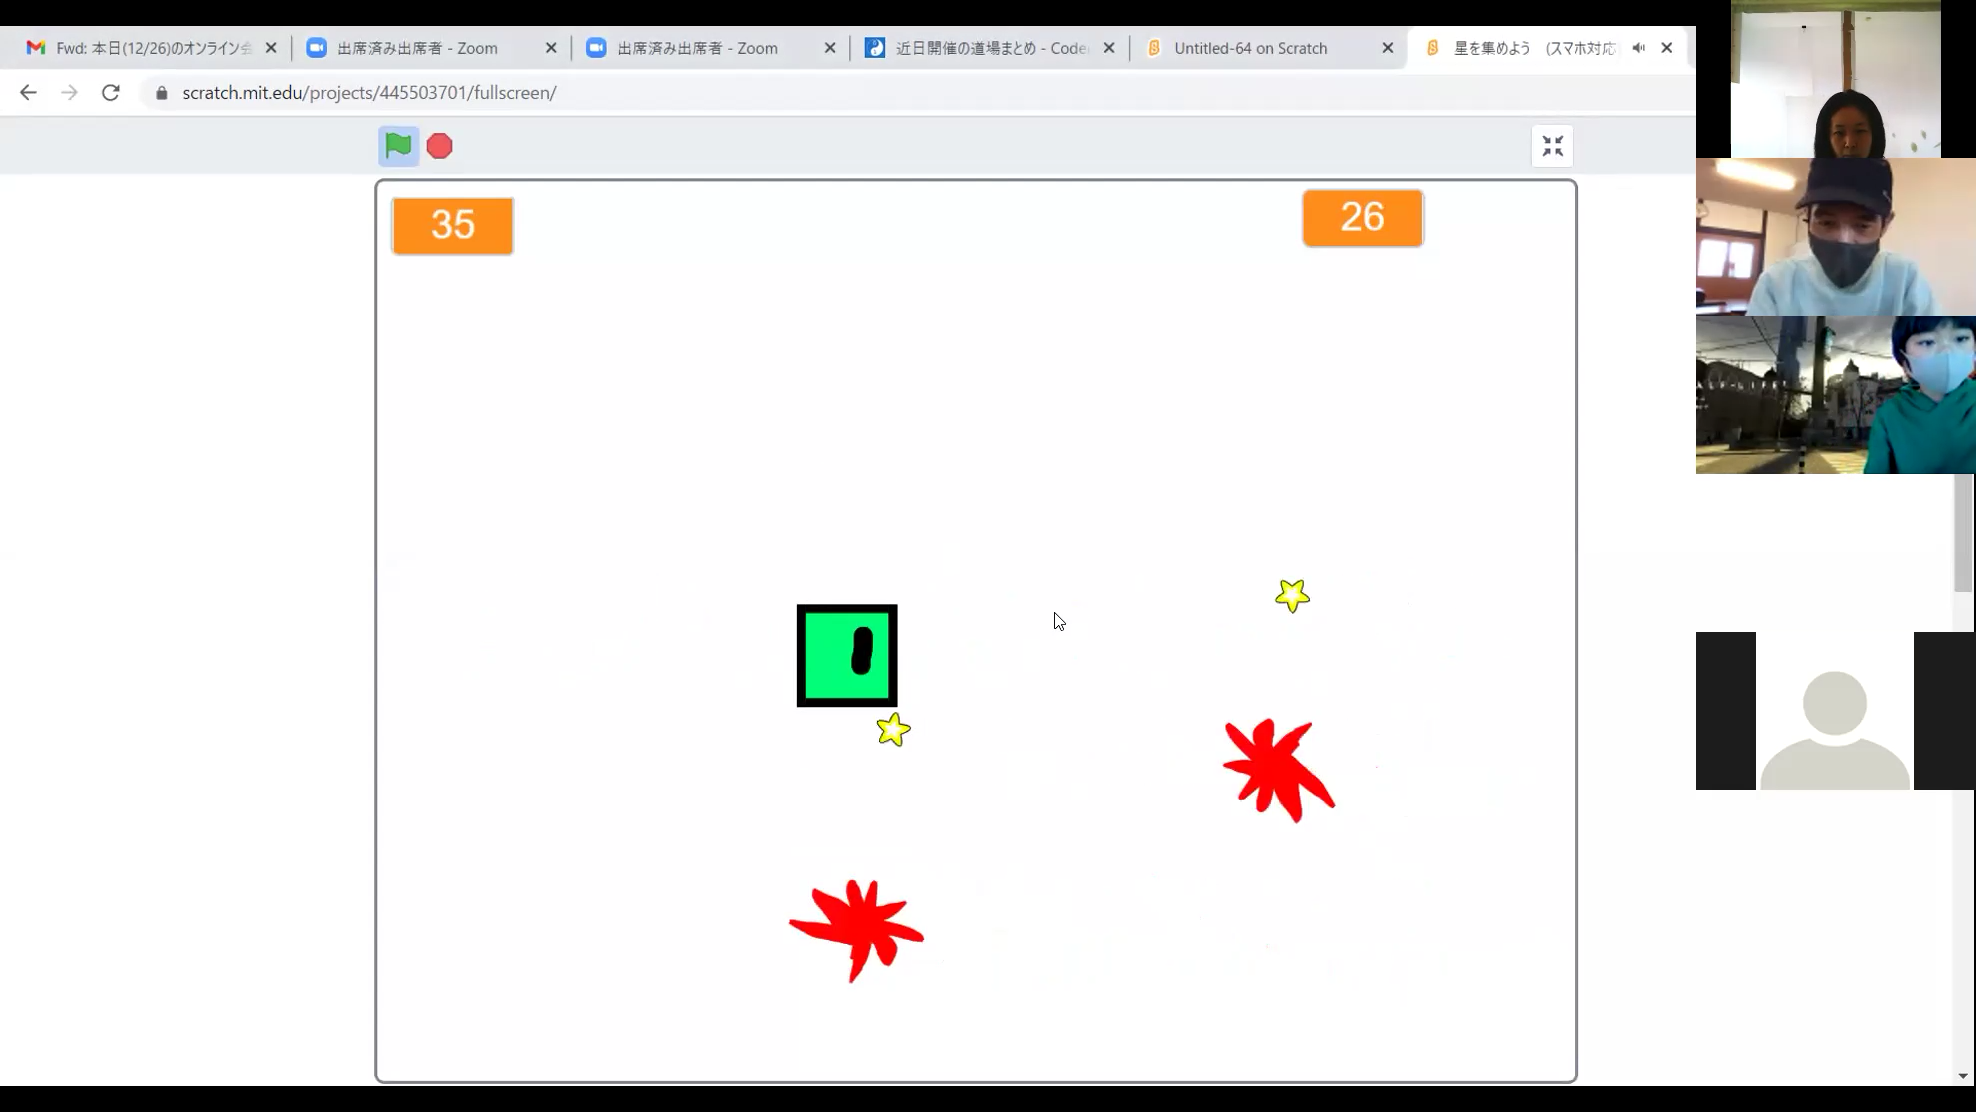 Fwd: 本日(12/26)のオンライン会
出席済み出席者 - Zoom
出席済み出席者 - Zoom
近日開催の道場まとめ - Code
Untitled-64 on Scratch
星を集めよう (スマホ対応
scratch.mit.edu/projects/445503701/fullscreen/
35
26